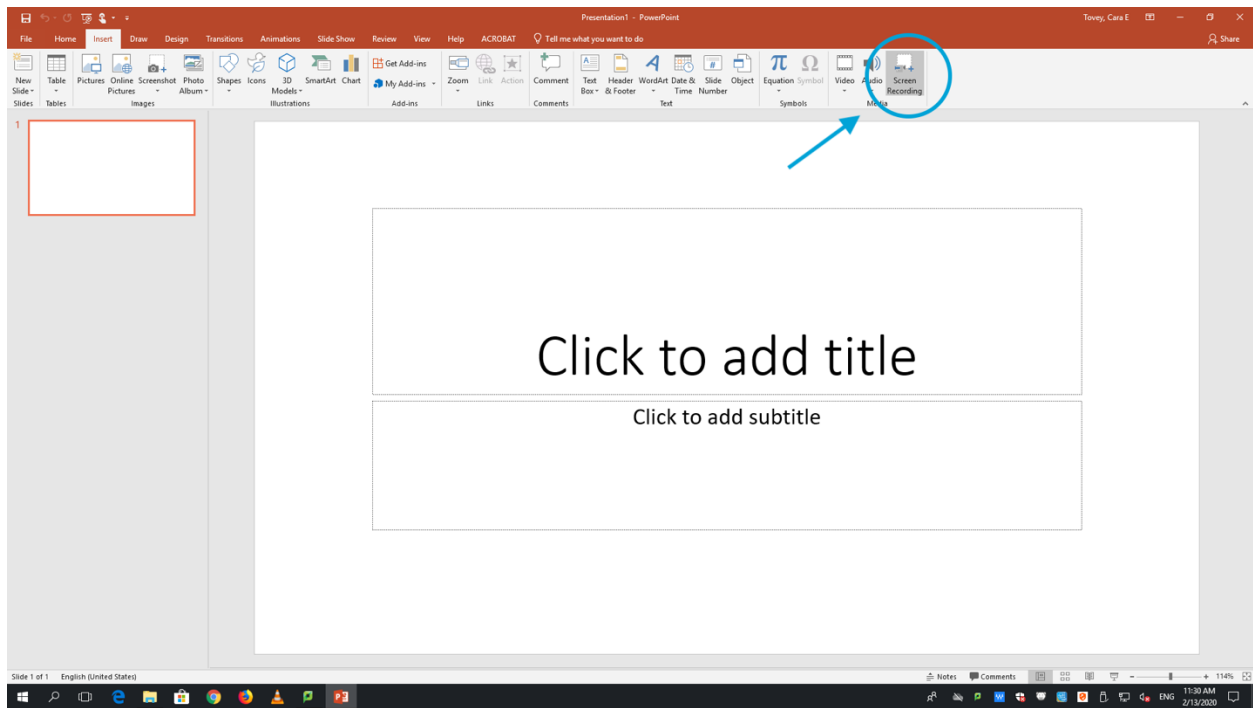 Presentation1 - PowerPoint
Tovey, Cara E
File Home Insert Draw Design Transitions Animations Slide Show Review View Help ACROBAT Tell me what you want to do
Share
New Slide
Table
Pictures
Online Pictures
Screenshot
Photo Album
Shapes
Icons
3D Models
SmartArt
Chart
Get Add-ins
My Add-ins
Zoom
Link
Action
Comment
Text Box
Header & Footer
WordArt
Date & Time
Slide Number
Object
Equation
Symbol
Video
Audio
Screen Recording
Slides Tables Images Illustrations Add-ins Links Comments Text Symbols Media
1
Click to add title
Click to add subtitle
Slide 1 of 1 English (United States)
Notes Comments 114%
ENG
11:30 AM
2/13/2020